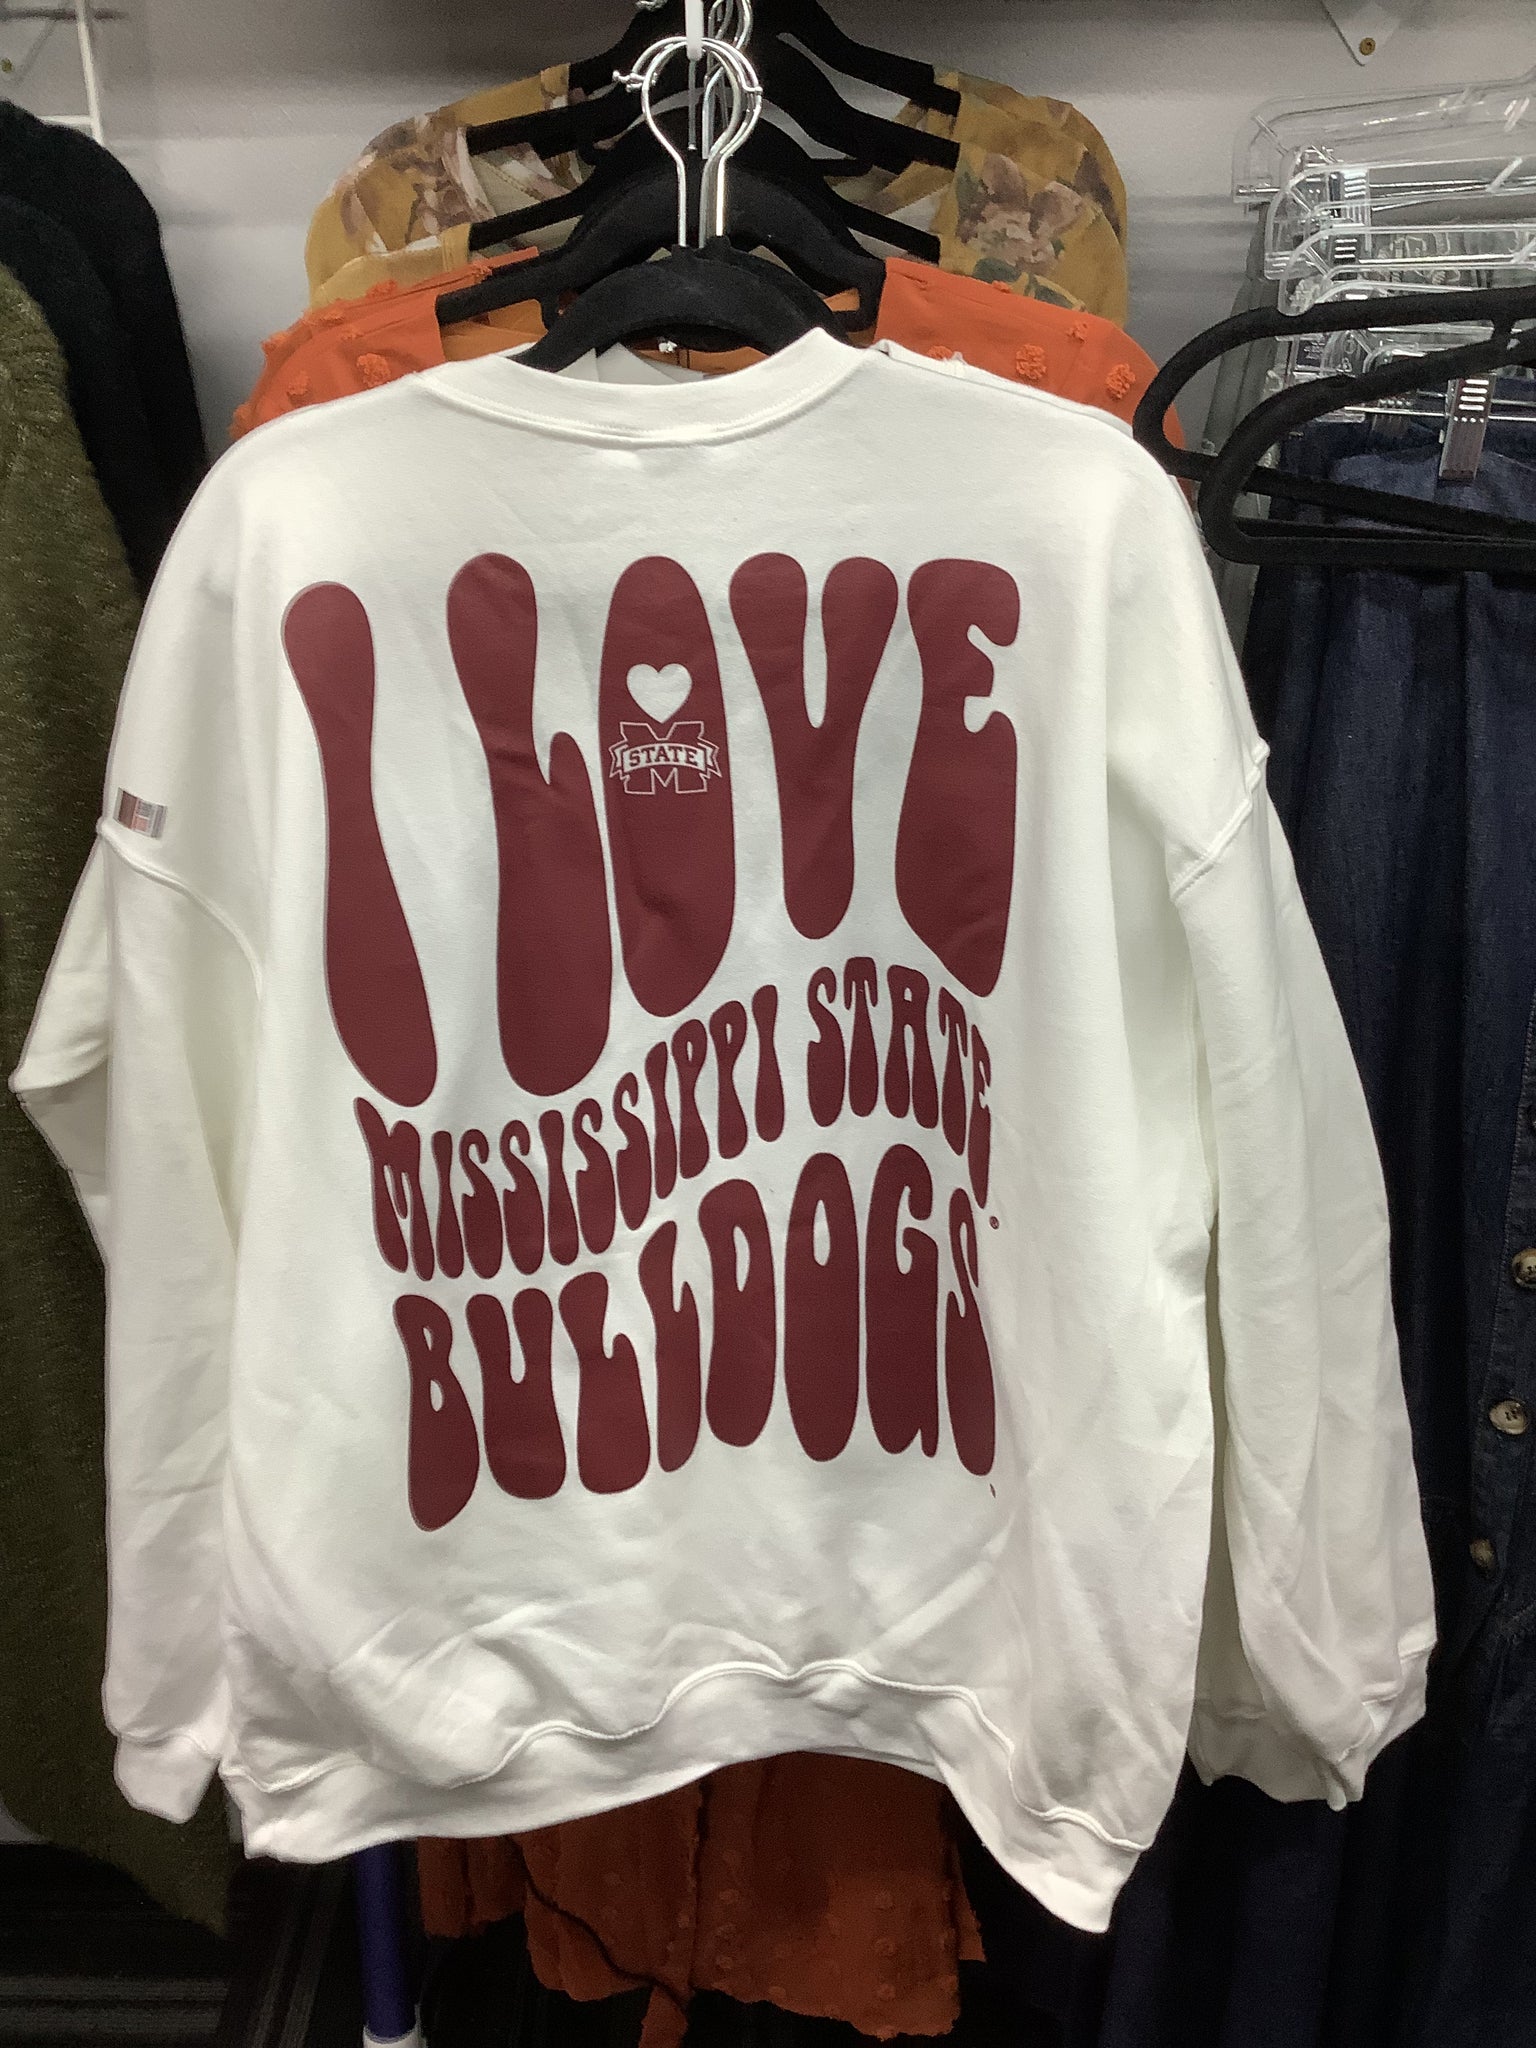 I LOVE
STATE
MISSISSIPPI STATE®
BULLDOGS